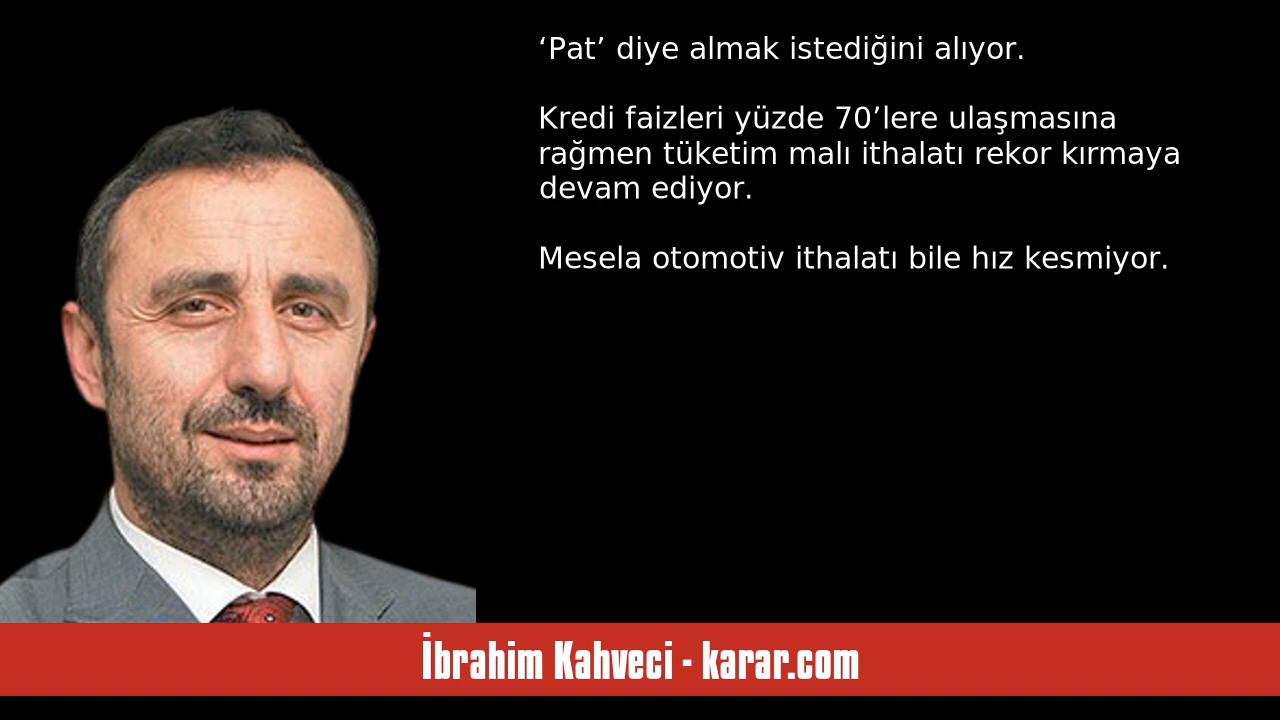 ‘Pat’ diye almak istediğini alıyor.
Kredi faizleri yüzde 70’lere ulaşmasına
rağmen tüketim malı ithalatı rekor kırmaya
devam ediyor.
Mesela otomotiv ithalatı bile hız kesmiyor.
İbrahim Kahveci - karar.com